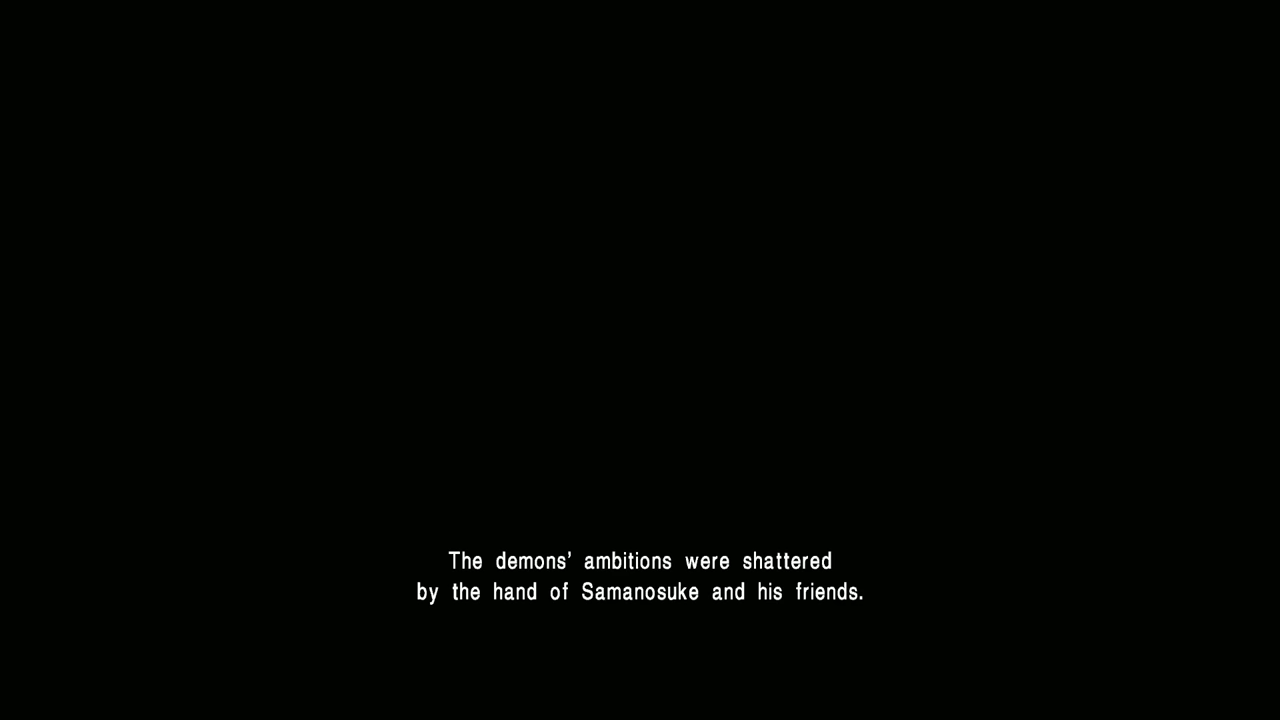 The demons’ ambitions were shattered
by the hand of Samanosuke and his friends.